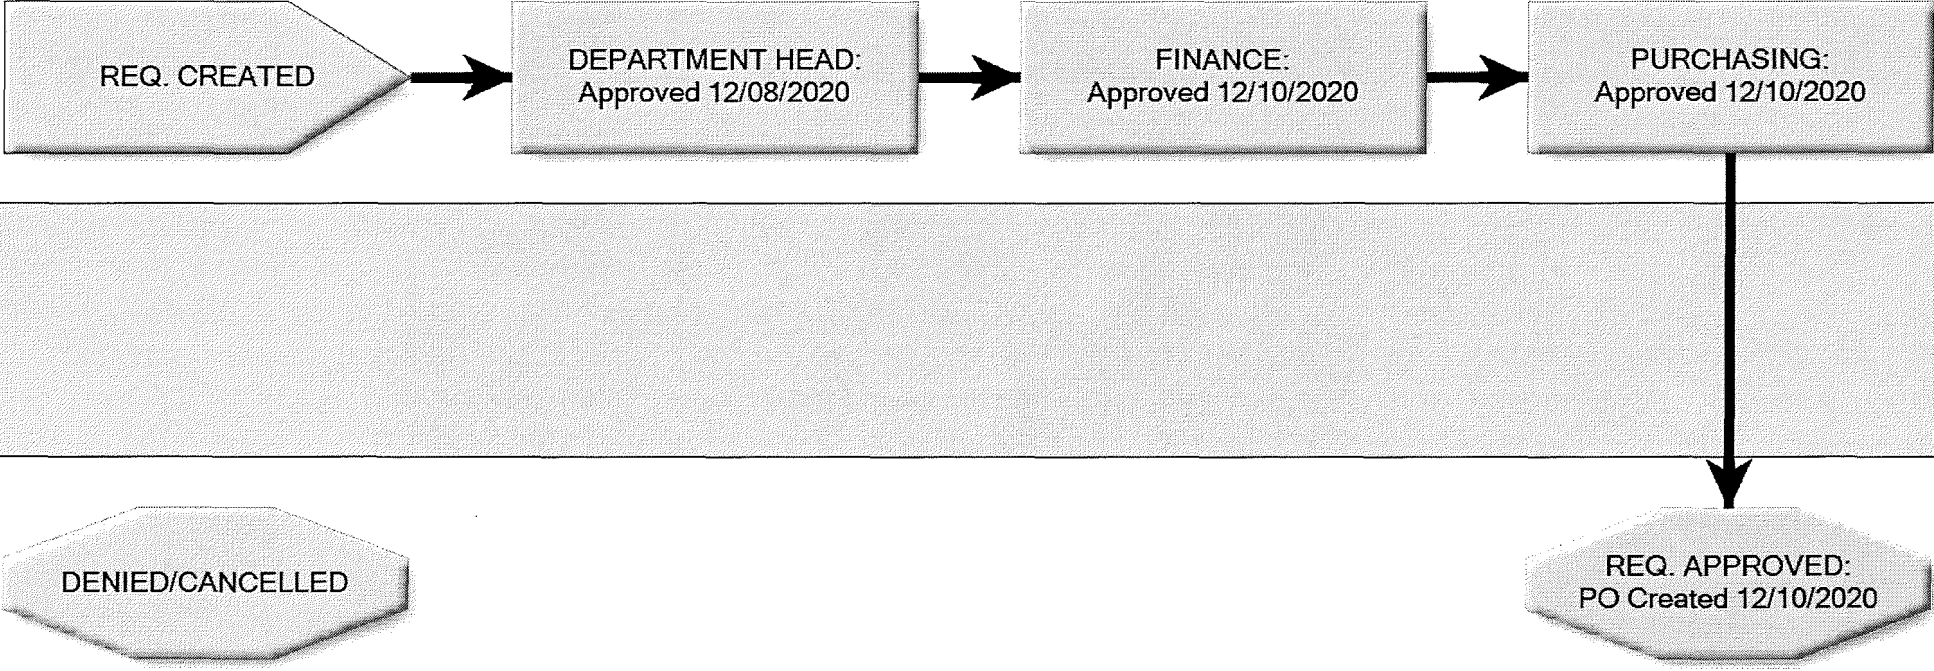 REQ. CREATED
DEPARTMENT HEAD:
Approved 12/08/2020
FINANCE:
Approved 12/10/2020
PURCHASING:
Approved 12/10/2020
DENIED/CANCELLED
REQ. APPROVED:
PO Created 12/10/2020